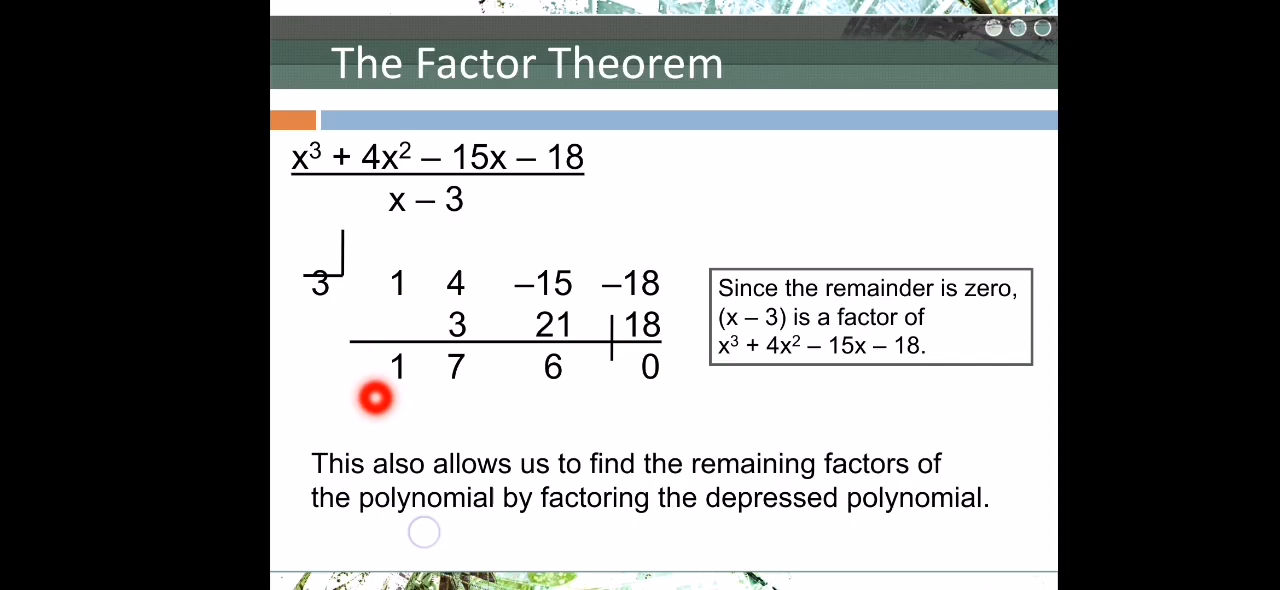 The Factor Theorem
x³ + 4x² – 15x – 18
x – 3
3 1 4 –15 –18
3 21 18
1 7 6 0
Since the remainder is zero,
(x – 3) is a factor of
x³ + 4x² – 15x – 18.
This also allows us to find the remaining factors of
the polynomial by factoring the depressed polynomial.